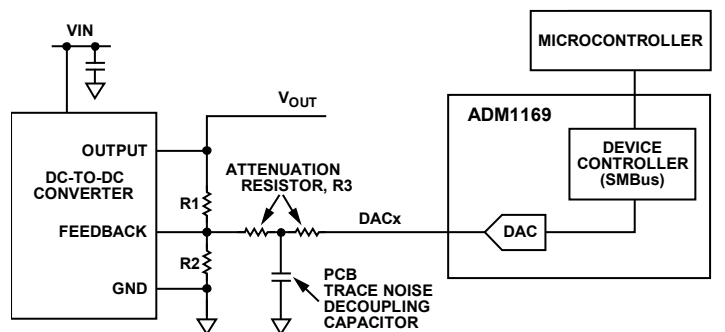 VIN
MICROCONTROLLER
VOUT
ADM1169
OUTPUT
DC-TO-DC
CONVERTER
ATTENUATION
RESISTOR, R3
DEVICE
CONTROLLER
(SMBus)
R1
DACx
FEEDBACK
DAC
R2
GND
PCB
TRACE NOISE
DECOUPLING
CAPACITOR